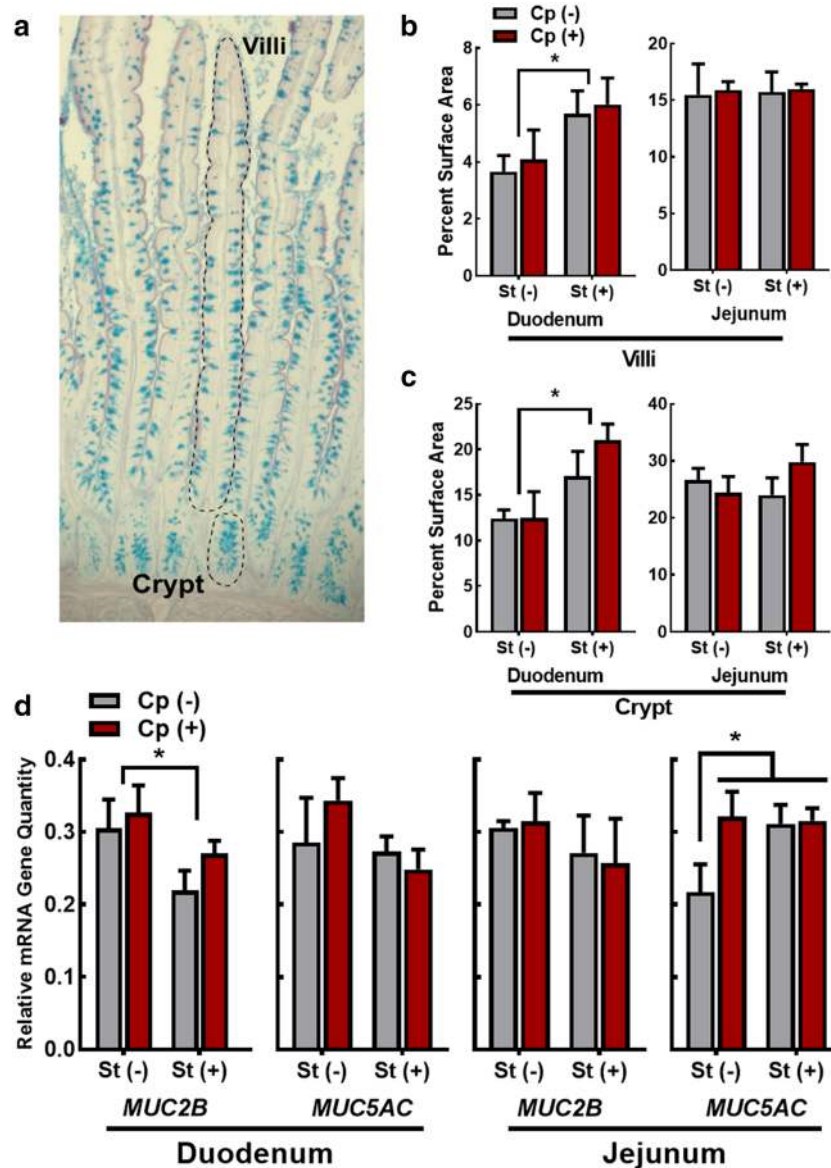 a
Villi
Crypt
b
Cp (-)
Cp (+)
Percent Surface Area
8
6
4
2
0
*
St (-) St (+)
Duodenum
20
15
10
5
0
St (-) St (+)
Jejunum
Villi
c
Percent Surface Area
25
20
15
10
5
0
*
St (-) St (+)
Duodenum
40
30
20
10
0
St (-) St (+)
Jejunum
Crypt
d
Cp (-)
Cp (+)
Relative mRNA Gene Quantity
0.4
0.3
0.2
0.1
0.0
*
*
St (-) St (+) St (-) St (+) St (-) St (+) St (-) St (+)
MUC2B MUC5AC MUC2B MUC5AC
Duodenum Jejunum